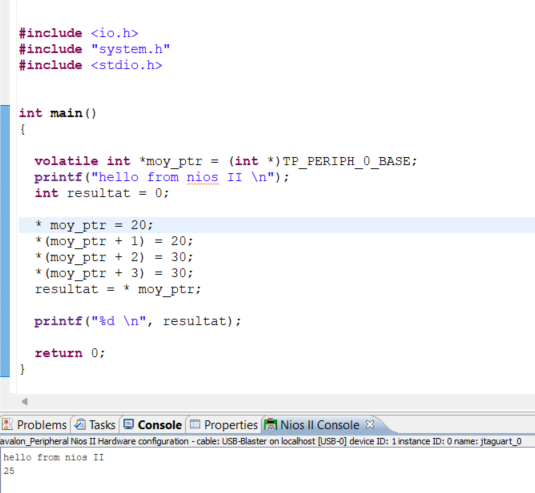 #include <io.h>
#include "system.h"
#include <stdio.h>
int main()
{
volatile int *moy_ptr = (int *)TP_PERIPH_0_BASE;
printf("hello from nios II \n");
int resultat = 0;
* moy_ptr = 20;
*(moy_ptr + 1) = 20;
*(moy_ptr + 2) = 30;
*(moy_ptr + 3) = 30;
resultat = * moy_ptr;
printf("%d \n", resultat);
return 0;
}
Problems Tasks Console Properties Nios II Console
avalon_Peripheral Nios II Hardware configuration - cable: USB-Blaster on localhost [USB-0] device ID: 1 instance ID: 0 name: jtaguart_0
hello from nios II
25